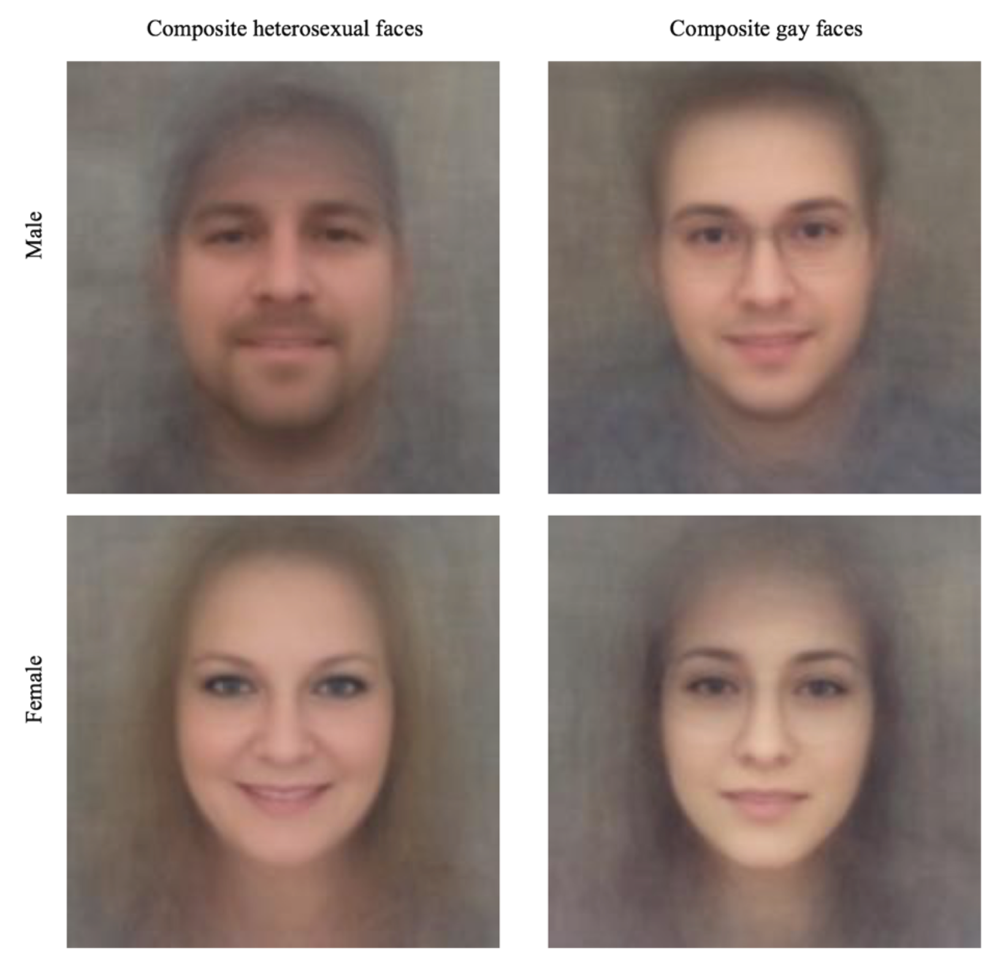 Composite heterosexual faces
Composite gay faces
Male
Female